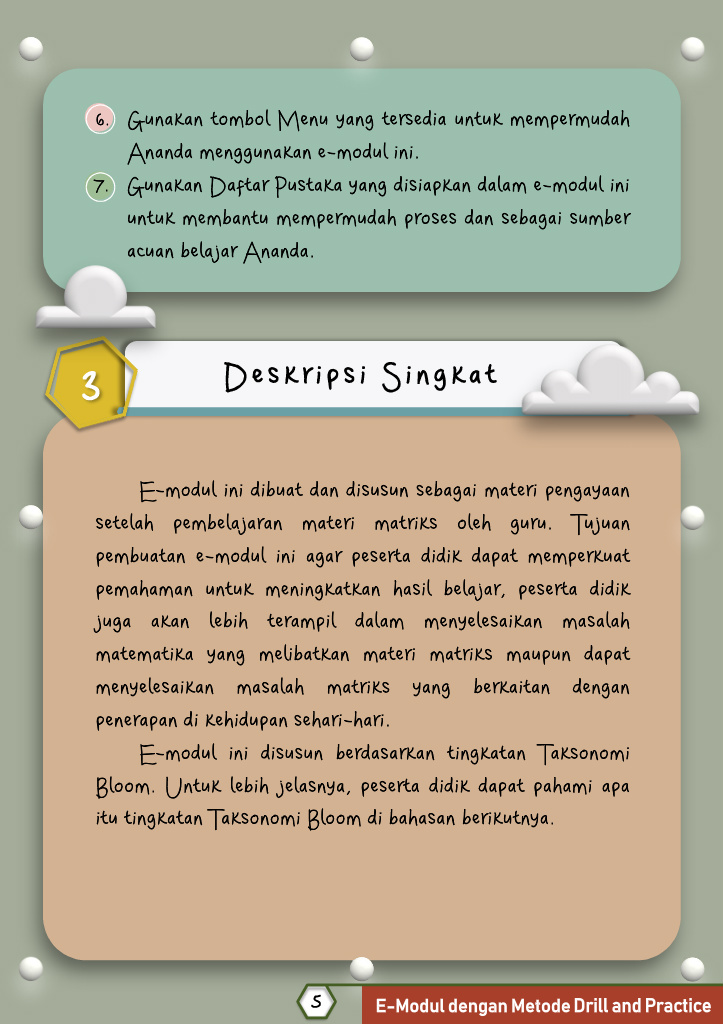 6. Gunakan tombol Menu yang tersedia untuk mempermudah
Ananda menggunakan e-modul ini.
7. Gunakan Daftar Pustaka yang disiapkan dalam e-modul ini
untuk membantu mempermudah proses dan sebagai sumber
acuan belajar Ananda.
3
Deskripsi Singkat
E-modul ini dibuat dan disusun sebagai materi pengayaan
setelah pembelajaran materi matriks oleh guru. Tujuan
pembuatan e-modul ini agar peserta didik dapat memperkuat
pemahaman untuk meningkatkan hasil belajar, peserta didik
juga akan lebih terampil dalam menyelesaikan masalah
matematika yang melibatkan materi matriks maupun dapat
menyelesaikan masalah matriks yang berkaitan dengan
penerapan di kehidupan sehari-hari.
E-modul ini disusun berdasarkan tingkatan Taksonomi
Bloom. Untuk lebih jelasnya, peserta didik dapat pahami apa
itu tingkatan Taksonomi Bloom di bahasan berikutnya.
5
E-Modul dengan Metode Drill and Practice